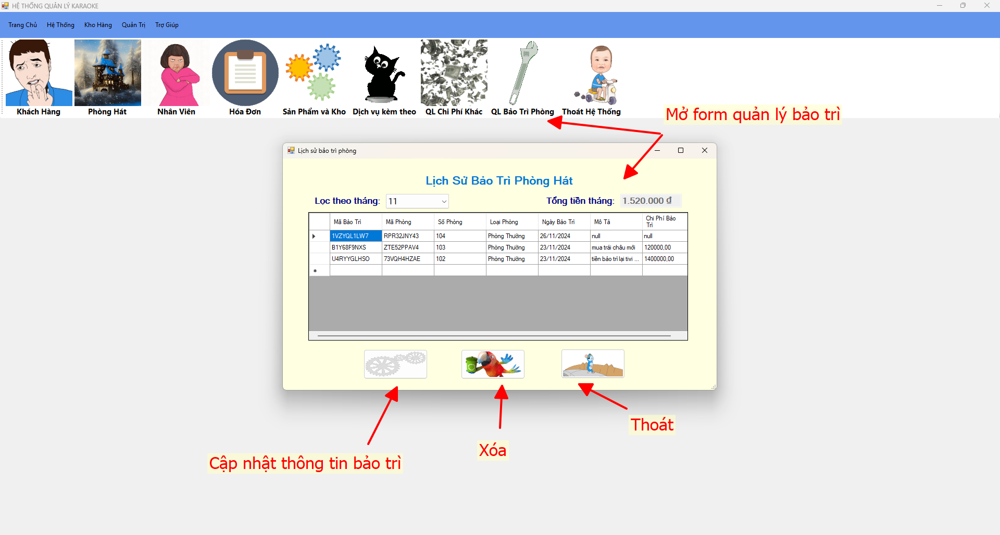 HỆ THỐNG QUẢN LÝ KARAOKE
Trang Chủ Hệ Thống Kho Hàng Quản Trị Trợ Giúp
Khách Hàng Phòng Hát Nhân Viên Hóa Đơn Sản Phẩm và Kho Dịch vụ kèm theo QL Chi Phí Khác QL Bảo Trì Phòng Thoát Hệ Thống
Mở form quản lý bảo trì
Lịch sử bảo trì phòng
Lịch Sử Bảo Trì Phòng Hát
Lọc theo tháng: 11 Tổng tiền tháng: 1.520.000 ₫
Mã Bảo Trì Mã Phòng Số Phòng Loại Phòng Ngày Bảo Trì Mô Tả Chi Phí Bảo Trì
1VZYQL1LW7 RPR32JNY43 104 Phòng Thường 26/11/2024 null null
B1Y68F9NXS ZTE52PPAV4 103 Phòng Thường 23/11/2024 mua trái châu mới 120000,00
U4RYYGLHSO 73VQH4HZAE 102 Phòng Thường 23/11/2024 tiền bảo trì lại tivi ... 1400000,00
Thoát
Xóa
Cập nhật thông tin bảo trì